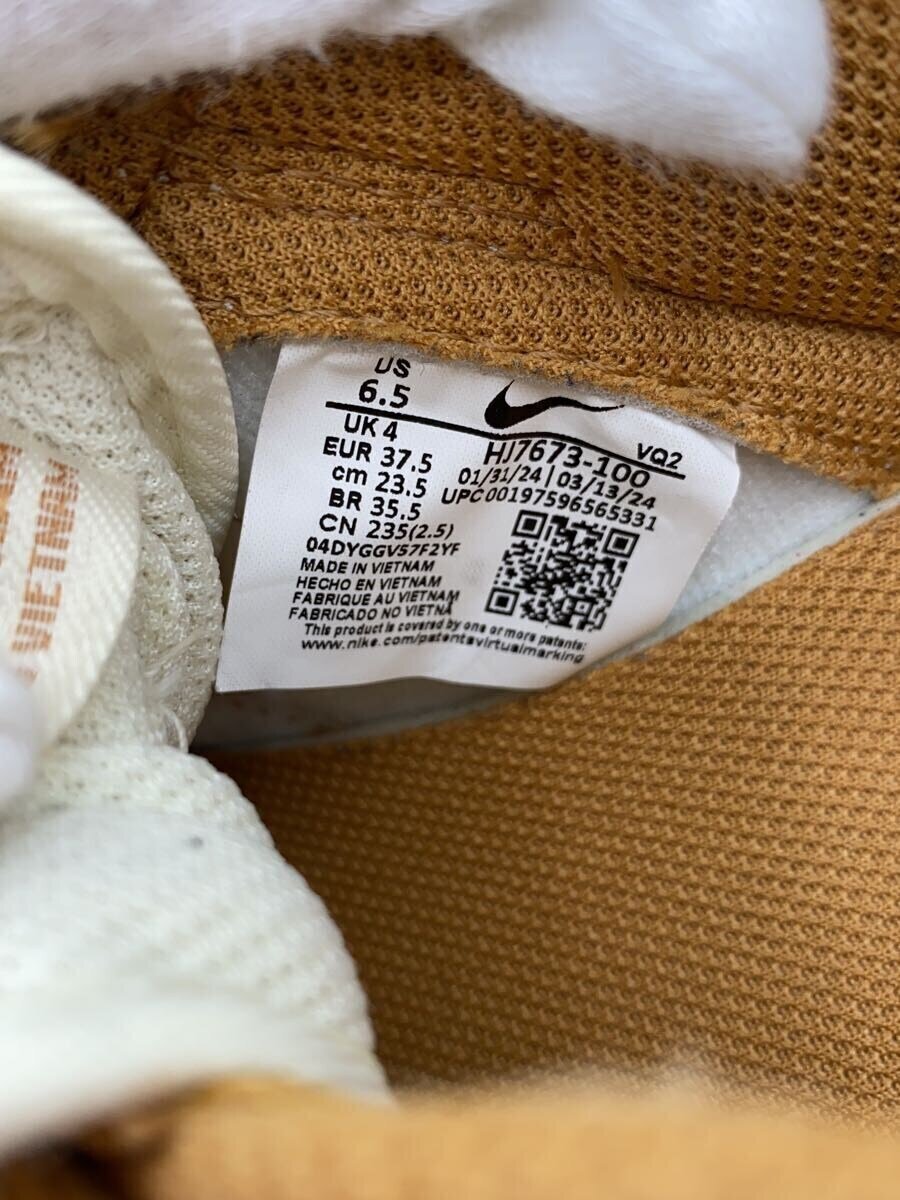 US
6.5
VQ2
UK 4
HJ7673-100
EUR 37.5
01/31/24 | 03/13/24
cm 23.5
UPC 00197596565331
BR 35.5
CN 235(2.5)
04DYGGV57F2YF
MADE IN VIETNAM
HECHO EN VIETNAM
FABRIQUE AU VIETNAM
FABRICADO NO VIETNÃ
This product is covered by one or more patents:
www.nike.com/patentsvirtualmarking
VIETNAM